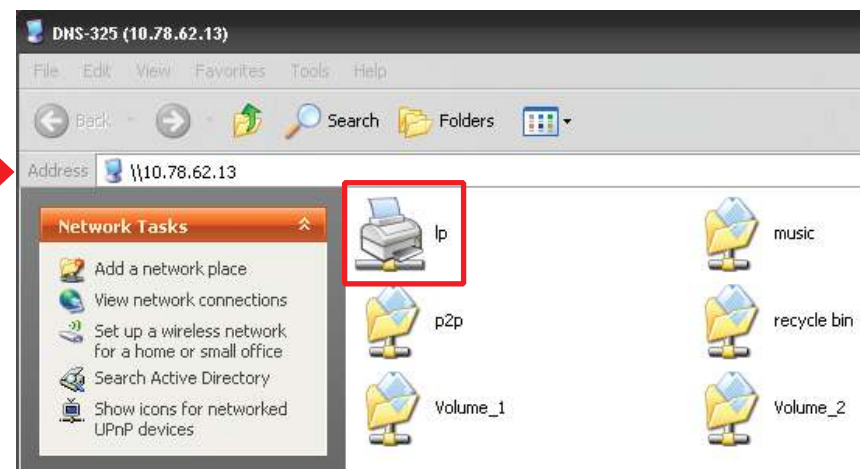 DNS-325 (10.78.62.13)
File Edit View Favorites Tools Help
Back Search Folders
Address \\10.78.62.13
Network Tasks
Add a network place
View network connections
Set up a wireless network
for a home or small office
Search Active Directory
Show icons for networked
UPnP devices
lp music
p2p recycle bin
Volume_1 Volume_2